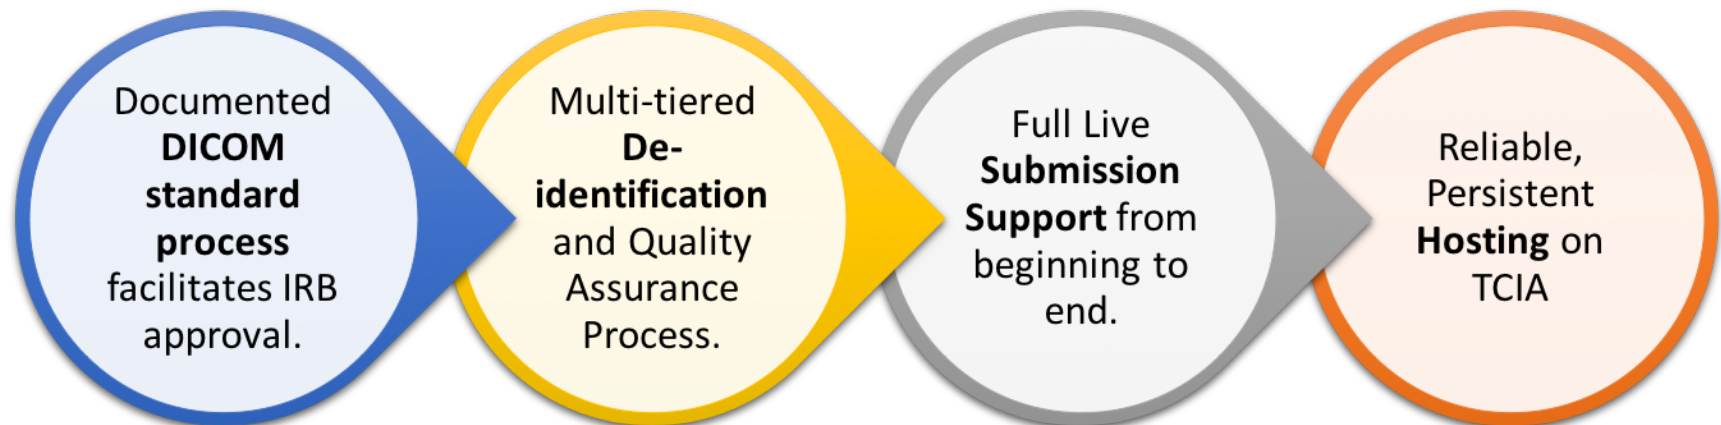 Documented
DICOM
standard
process
facilitates IRB
approval.
Multi-tiered
De-
identification
and Quality
Assurance
Process.
Full Live
Submission
Support from
beginning to
end.
Reliable,
Persistent
Hosting on
TCIA